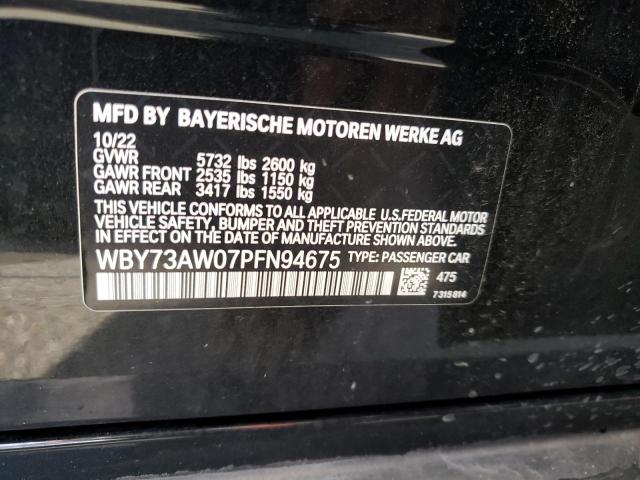 MFD BY BAYERISCHE MOTOREN WERKE AG
10/22
GVWR 5732 lbs 2600 kg
GAWR FRONT 2535 lbs 1150 kg
GAWR REAR 3417 lbs 1550 kg
THIS VEHICLE CONFORMS TO ALL APPLICABLE U.S.FEDERAL MOTOR
VEHICLE SAFETY, BUMPER AND THEFT PREVENTION STANDARDS
IN EFFECT ON THE DATE OF MANUFACTURE SHOWN ABOVE.
WBY73AW07PFN94675 TYPE: PASSENGER CAR
475
7315814